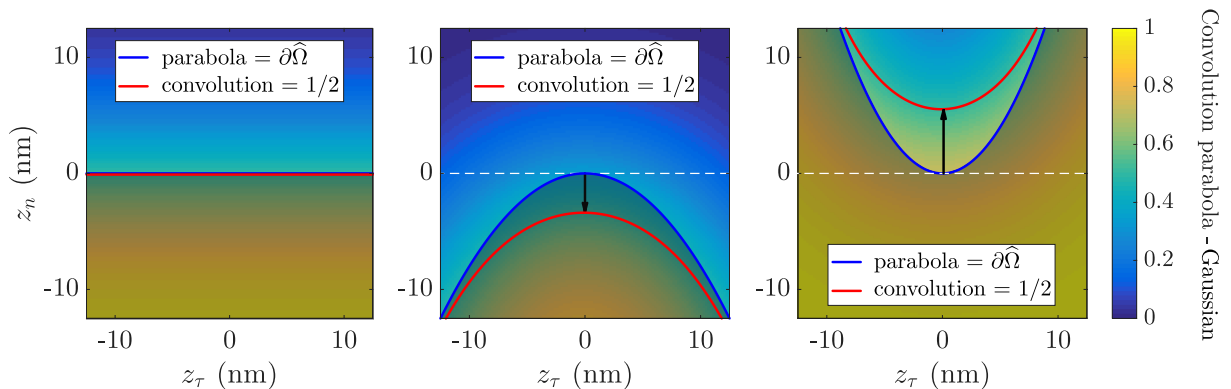 10
0
-10
z_n (nm)
parabola = ∂Ω̂
convolution = 1/2
-10 0 10
z_τ (nm)
10
0
-10
parabola = ∂Ω̂
convolution = 1/2
-10 0 10
z_τ (nm)
10
0
-10
parabola = ∂Ω̂
convolution = 1/2
-10 0 10
z_τ (nm)
1
0.8
0.6
0.4
0.2
0
Convolution parabola - Gaussian